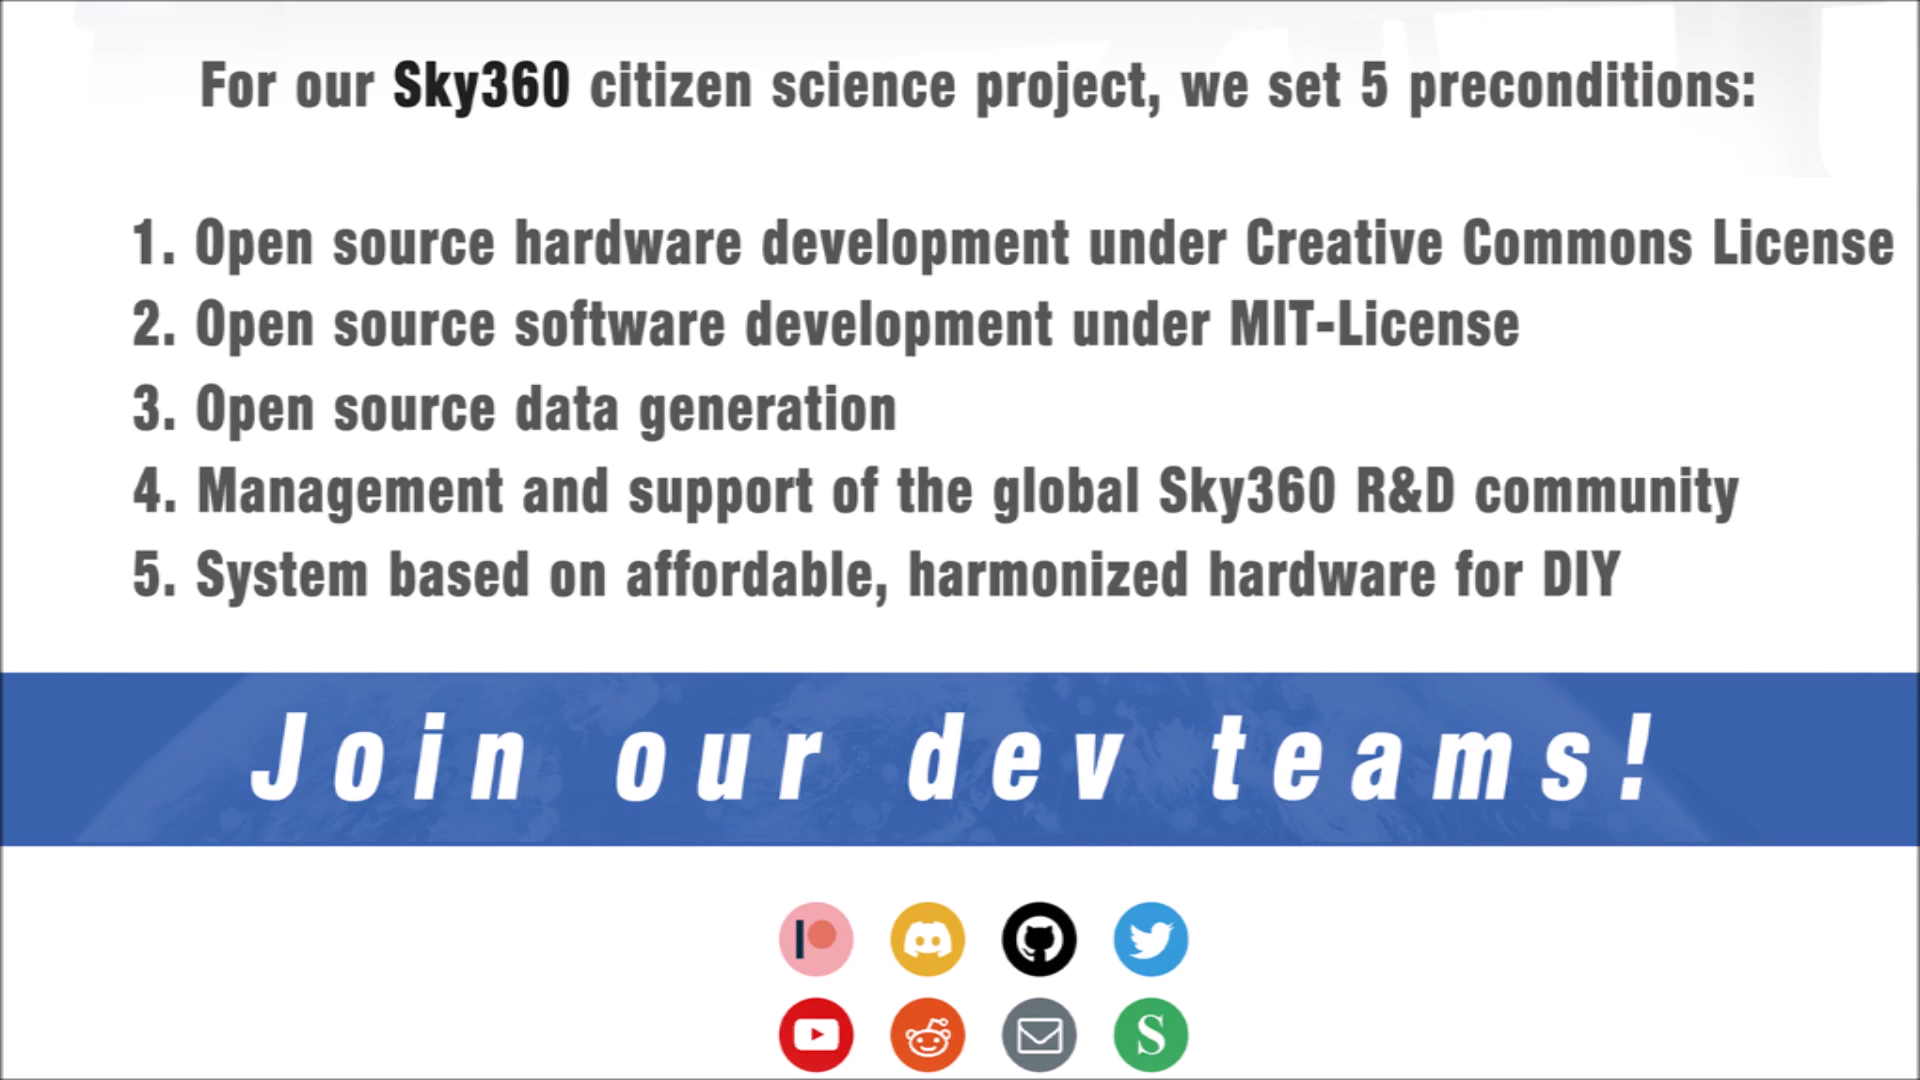 For our Sky360 citizen science project, we set 5 preconditions:
1. Open source hardware development under Creative Commons License
2. Open source software development under MIT-License
3. Open source data generation
4. Management and support of the global Sky360 R&D community
5. System based on affordable, harmonized hardware for DIY
Join our dev teams!
S